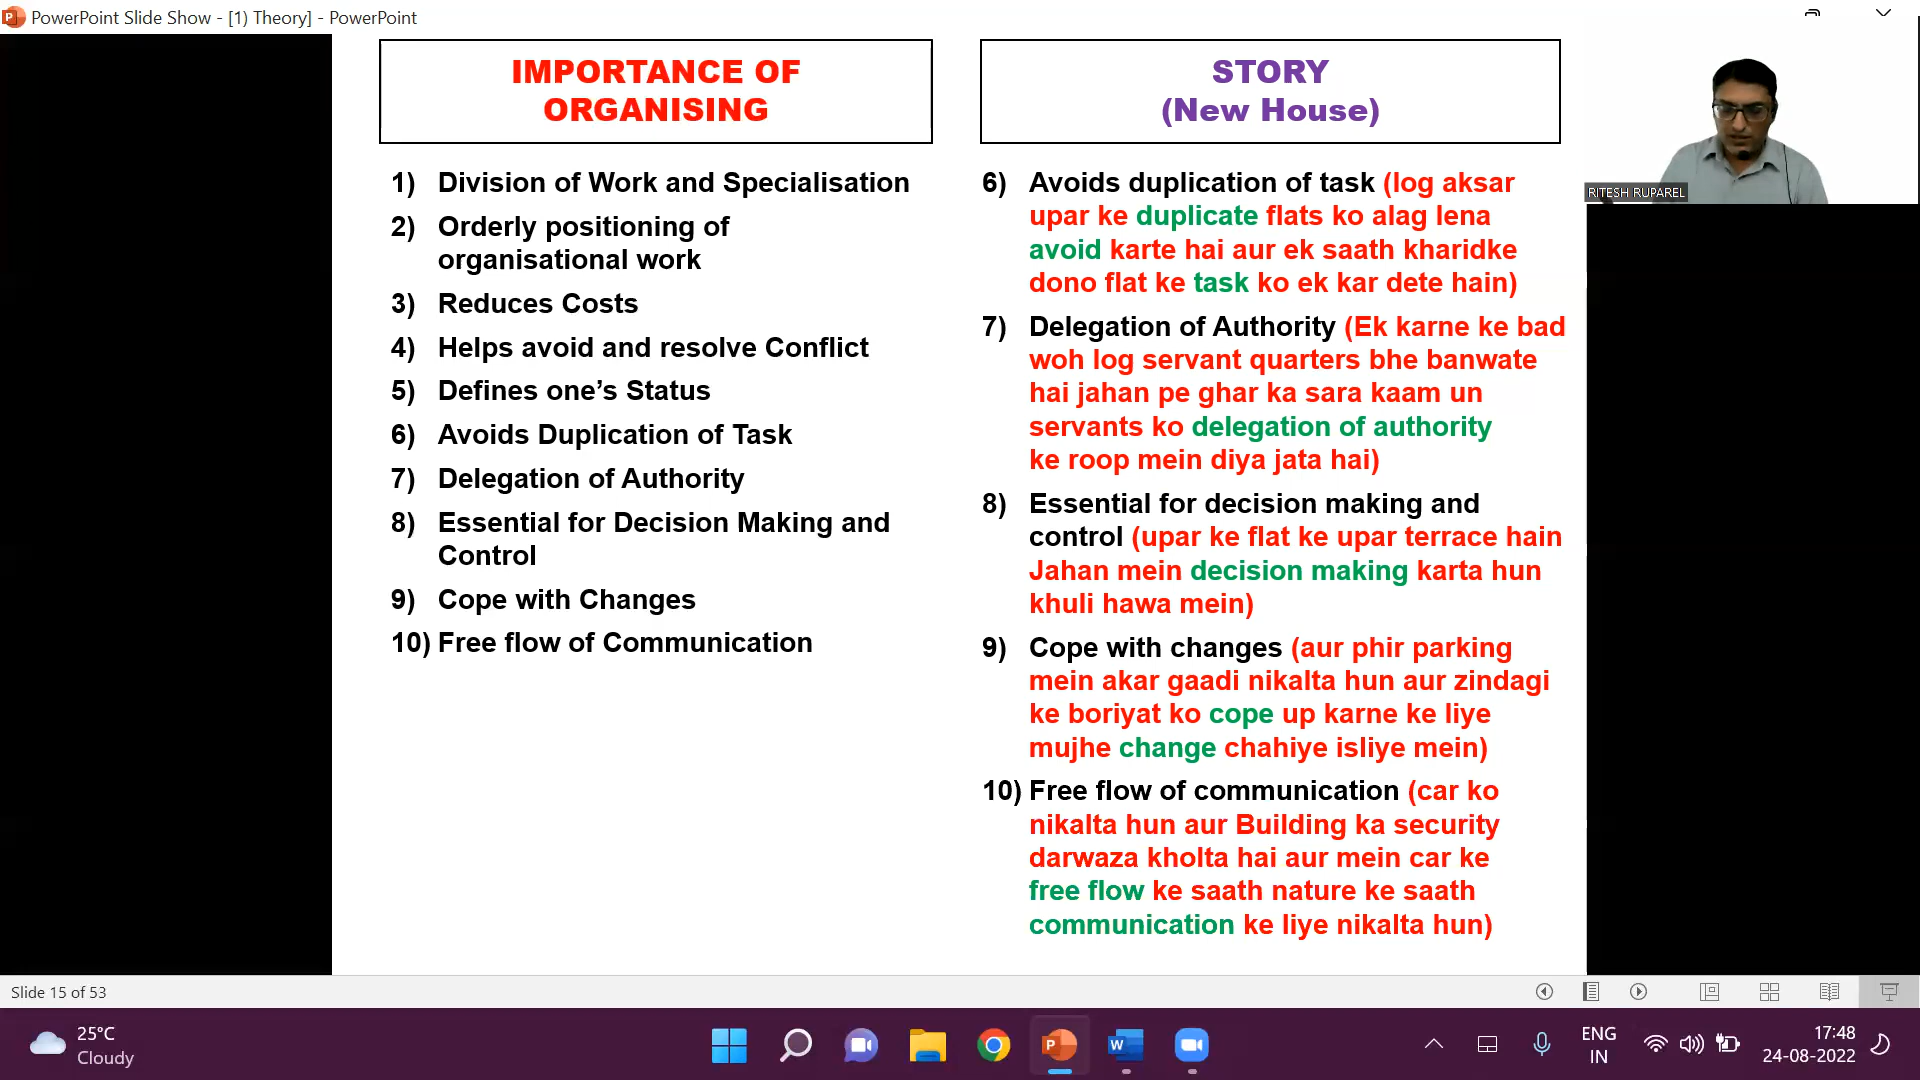 PowerPoint Slide Show - [1) Theory] - PowerPoint
IMPORTANCE OF
ORGANISING
1) Division of Work and Specialisation
2) Orderly positioning of
organisational work
3) Reduces Costs
4) Helps avoid and resolve Conflict
5) Defines one’s Status
6) Avoids Duplication of Task
7) Delegation of Authority
8) Essential for Decision Making and
Control
9) Cope with Changes
10) Free flow of Communication
STORY
(New House)
6) Avoids duplication of task (log aksar
upar ke duplicate flats ko alag lena
avoid karte hai aur ek saath kharidke
dono flat ke task ko ek kar dete hain)
7) Delegation of Authority (Ek karne ke bad
woh log servant quarters bhe banwate
hai jahan pe ghar ka sara kaam un
servants ko delegation of authority
ke roop mein diya jata hai)
8) Essential for decision making and
control (upar ke flat ke upar terrace hain
Jahan mein decision making karta hun
khuli hawa mein)
9) Cope with changes (aur phir parking
mein akar gaadi nikalta hun aur zindagi
ke boriyat ko cope up karne ke liye
mujhe change chahiye isliye mein)
10) Free flow of communication (car ko
nikalta hun aur Building ka security
darwaza kholta hai aur mein car ke
free flow ke saath nature ke saath
communication ke liye nikalta hun)
RITESH RUPAREL
Slide 15 of 53
25°C
Cloudy
P
W
ENG
IN
17:48
24-08-2022